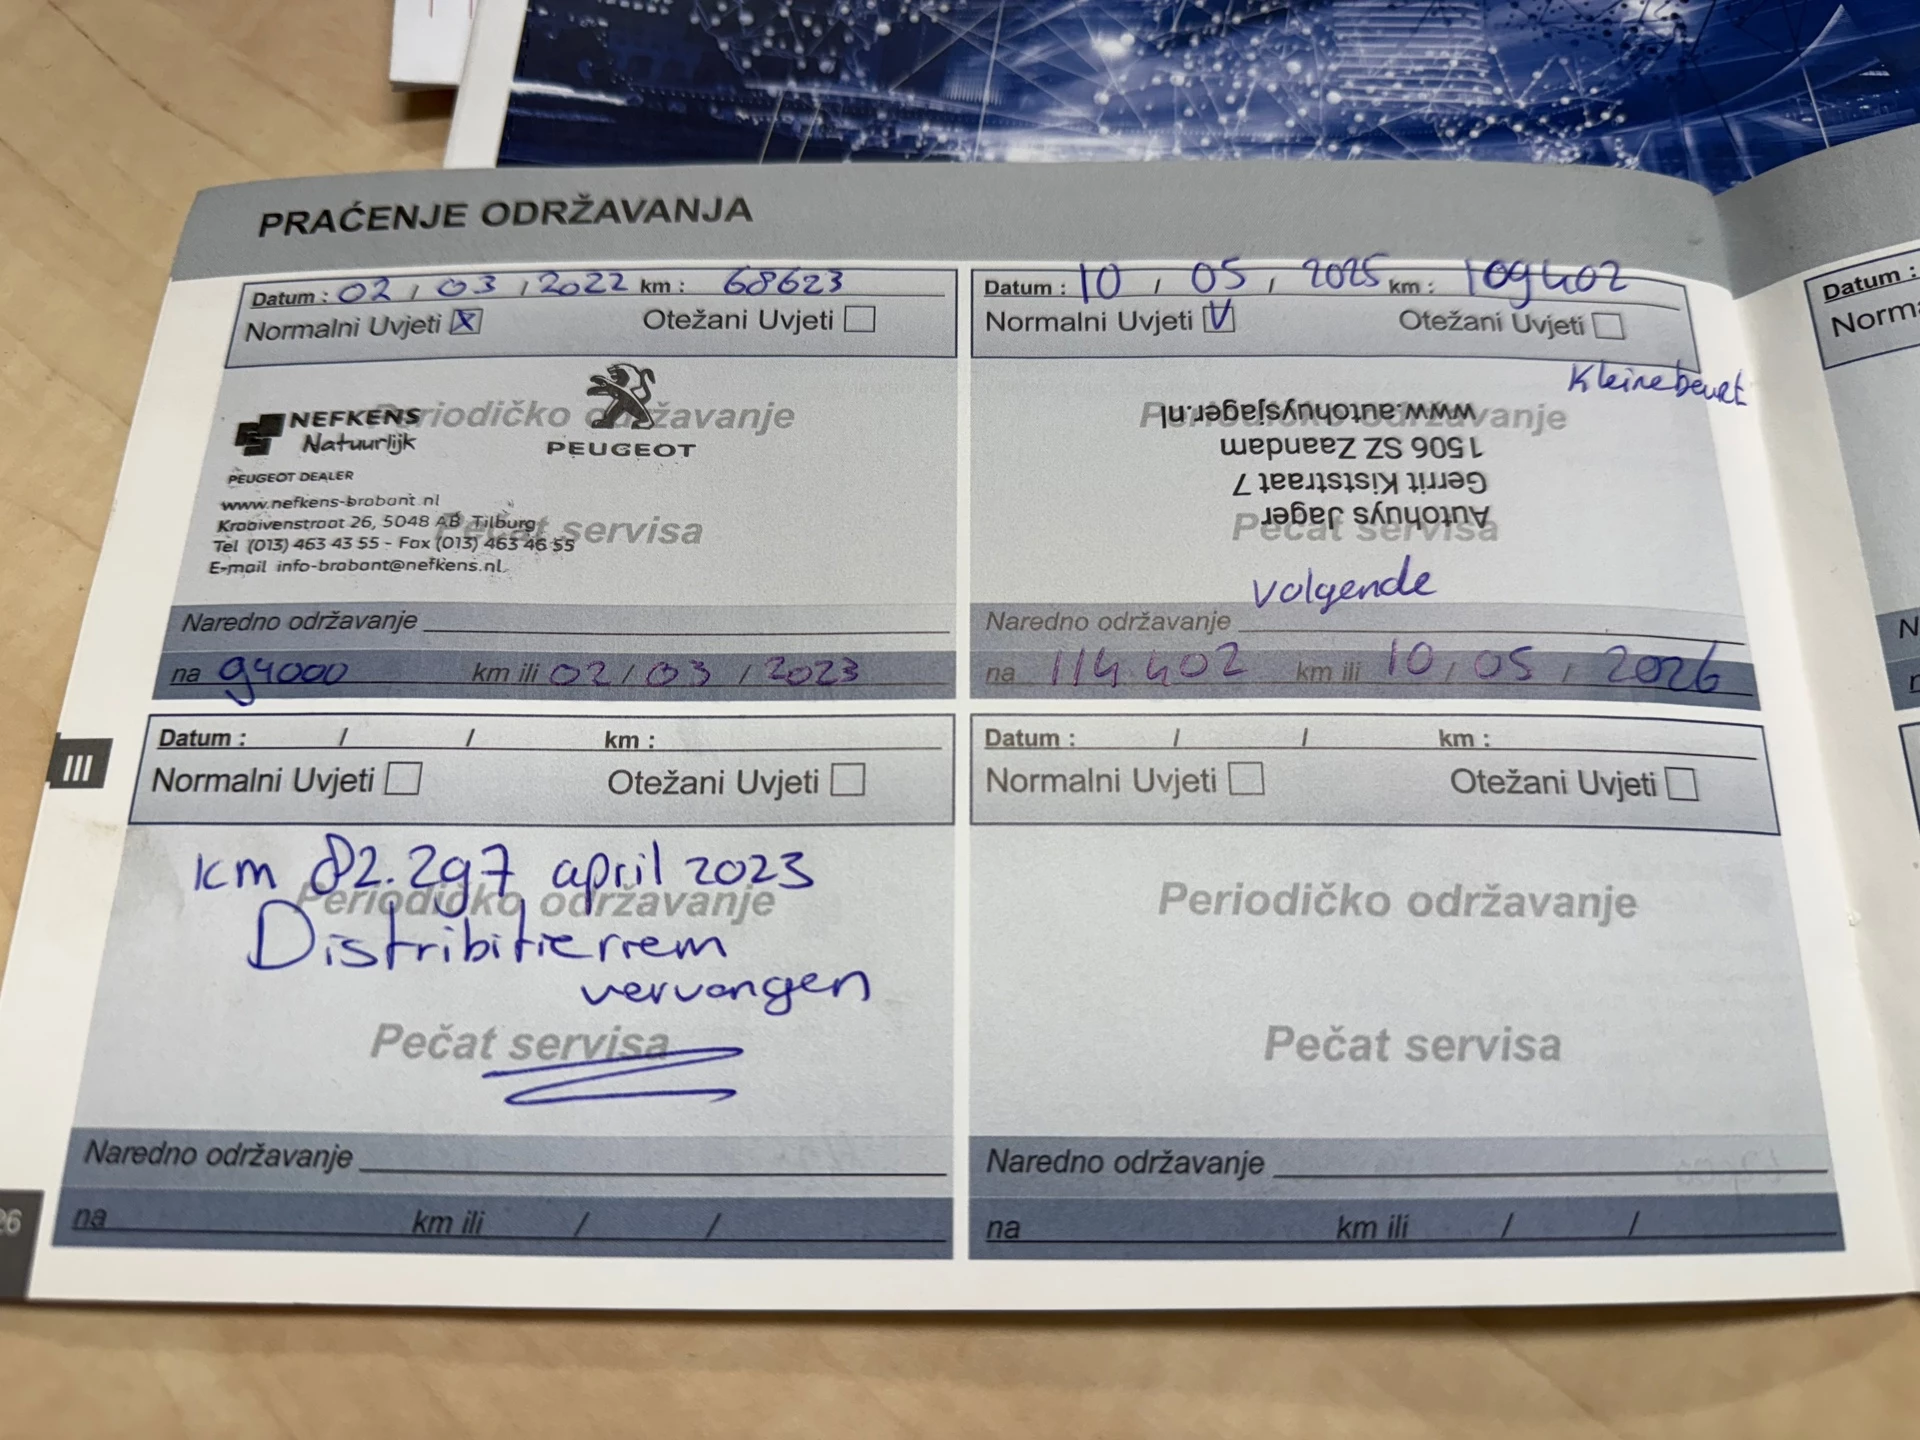 PRAĆENJE ODRŽAVANJA
Datum : 02 / 03 / 2022 km : 68623
Normalni Uvjeti x Otežani Uvjeti
Periodičko održavanje
NEFKENS
Natuurlijk
PEUGEOT
PEUGEOT DEALER
www.nefkens-brabant.nl
Kraaivenstraat 26, 5048 AB Tilburg
Tel (013) 463 43 55 - Fax (013) 463 46 55
E-mail info-brabant@nefkens.nl
Pečat servisa
Naredno održavanje
na 94000 km ili 02 / 03 / 2023
Datum : 10 / 05 / 2025 km : 109402
Normalni Uvjeti V Otežani Uvjeti
Kleine beurt
Periodičko održavanje
Autohuys Jager
Gerrit Kiststraat 7
1506 SZ Zaandam
www.autohuysjager.nl
Pečat servisa
volgende
Naredno održavanje
na 114402 km ili 10 / 05 / 2026
III
Datum : / / km :
Normalni Uvjeti Otežani Uvjeti
km 82.297 april 2023
Periodičko održavanje
Distribitierriem
vervangen
Pečat servisa
Naredno održavanje
na km ili / /
Datum : / / km :
Normalni Uvjeti Otežani Uvjeti
Periodičko održavanje
Pečat servisa
Naredno održavanje
na km ili / /
26
Datum :